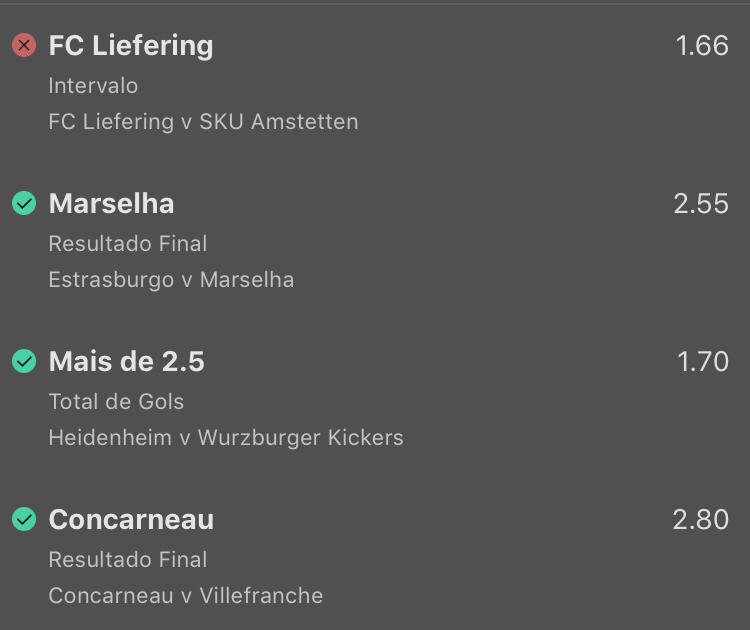 FC Liefering 1.66
Intervalo
FC Liefering v SKU Amstetten
Marselha 2.55
Resultado Final
Estrasburgo v Marselha
Mais de 2.5 1.70
Total de Gols
Heidenheim v Wurzburger Kickers
Concarneau 2.80
Resultado Final
Concarneau v Villefranche